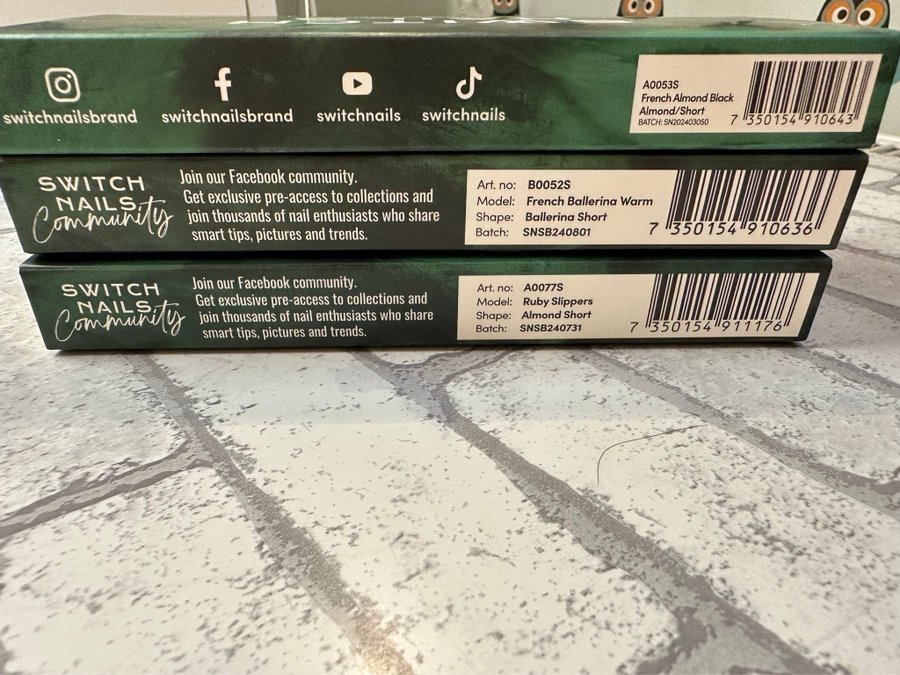 switchnailsbrand switchnailsbrand switchnails switchnails
A0053S
French Almond Black
Almond/Short
BATCH: SN202403050
7 350154 910643
SWITCH
NAILS
Community
Join our Facebook community.
Get exclusive pre-access to collections and
join thousands of nail enthusiasts who share
smart tips, pictures and trends.
Art. no: B0052S
Model: French Ballerina Warm
Shape: Ballerina Short
Batch: SNSB240801
7 350154 910636
SWITCH
NAILS
Community
Join our Facebook community.
Get exclusive pre-access to collections and
join thousands of nail enthusiasts who share
smart tips, pictures and trends.
Art. no: A0077S
Model: Ruby Slippers
Shape: Almond Short
Batch: SNSB240731
7 350154 911176